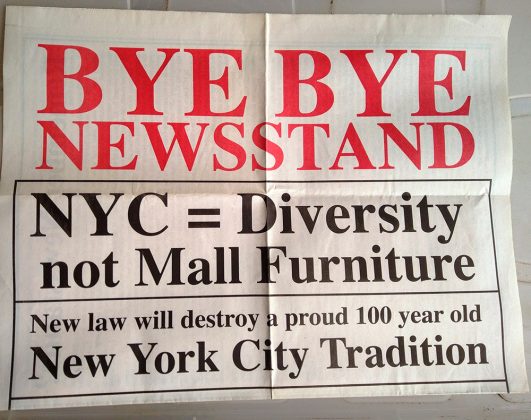 BYE BYE
NEWSSTAND
NYC = Diversity
not Mall Furniture
New law will destroy a proud 100 year old
New York City Tradition